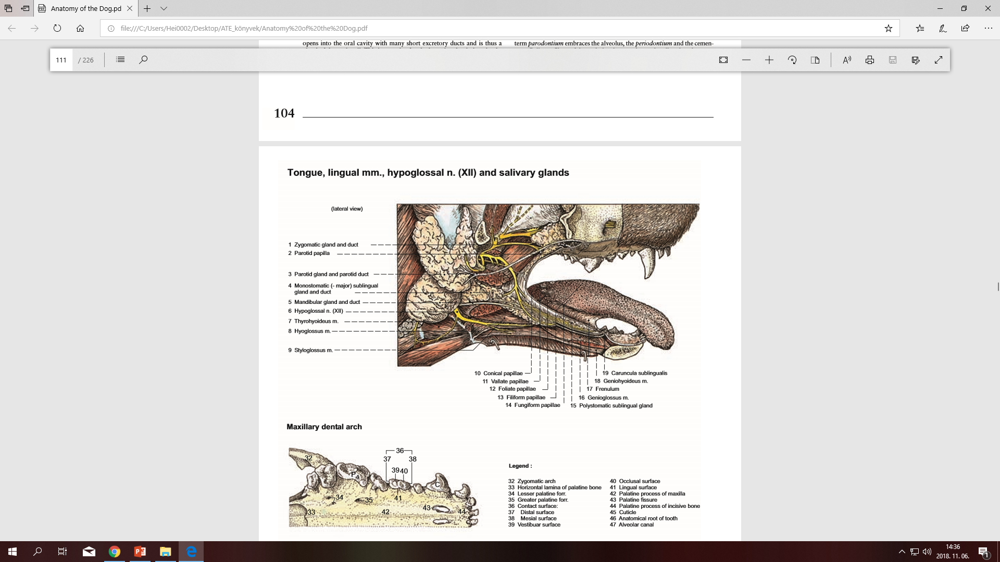 Anatomy of the Dog.pd
file:///C:/Users/Hei0002/Desktop/ATE_könyvek/Anatomy%20of%20the%20Dog.pdf
opens into the oral cavity with many short excretory ducts and is thus a
term parodontium embraces the alveolus, the periodontium and the cemen-
111 / 226
104
Tongue, lingual mm., hypoglossal n. (XII) and salivary glands
(lateral view)
1 Zygomatic gland and duct
2 Parotid papilla
3 Parotid gland and parotid duct
4 Monostomatic (- major) sublingual
gland and duct
5 Mandibular gland and duct
6 Hypoglossal n. (XII)
7 Thyrohyoideus m.
8 Hyoglossus m.
9 Styloglossus m.
10 Conical papillae
11 Vallate papillae
12 Foliate papillae
13 Filiform papillae
14 Fungiform papillae
19 Caruncula sublingualis
18 Geniohyoideus m.
17 Frenulum
16 Genioglossus m.
15 Polystomatic sublingual gland
Maxillary dental arch
36
32 37 38
39 40
P4 C
34 35 41
33 42 43 44
Legend :
32 Zygomatic arch
33 Horizontal lamina of palatine bone
34 Lesser palatine forr.
35 Greater palatine forr.
36 Contact surface:
37 Distal surface
38 Mesial surface
39 Vestibuar surface
40 Occlusal surface
41 Lingual surface
42 Palatine process of maxilla
43 Palatine fissure
44 Palatine process of incisive bone
45 Cuticle
46 Anatomical root of tooth
47 Alveolar canal
14:36
2018. 11. 06.
1